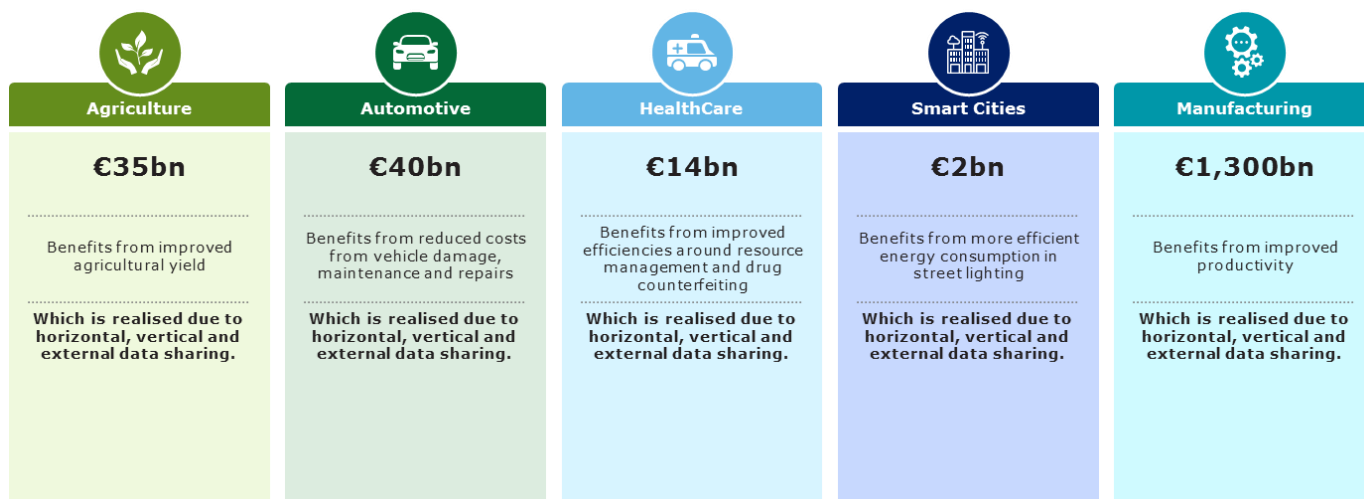 Agriculture
€35bn
Benefits from improved
agricultural yield
Which is realised due to
horizontal, vertical and
external data sharing.
Automotive
€40bn
Benefits from reduced costs
from vehicle damage,
maintenance and repairs
Which is realised due to
horizontal, vertical and
external data sharing.
HealthCare
€14bn
Benefits from improved
efficiencies around resource
management and drug
counterfeiting
Which is realised due to
horizontal, vertical and
external data sharing.
Smart Cities
€2bn
Benefits from more efficient
energy consumption in
street lighting
Which is realised due to
horizontal, vertical and
external data sharing.
Manufacturing
€1,300bn
Benefits from improved
productivity
Which is realised due to
horizontal, vertical and
external data sharing.